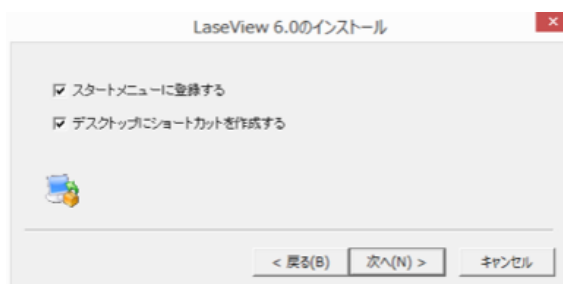 LaseView 6.0のインストール
スタートメニューに登録する
デスクトップにショートカットを作成する
< 戻る(B) 次へ(N) > キャンセル